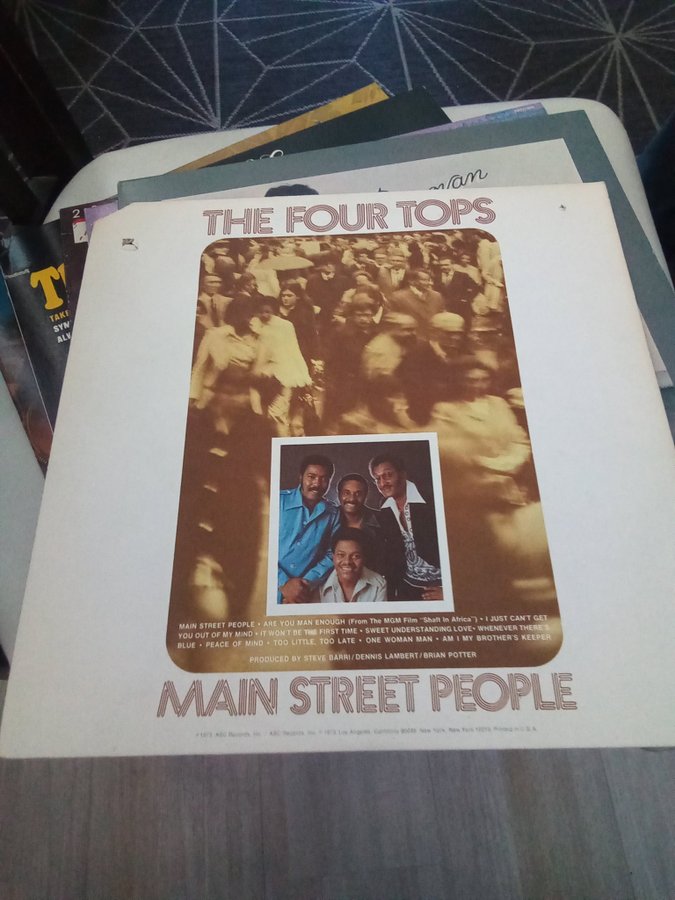 THE FOUR TOPS
MAIN STREET PEOPLE • ARE YOU MAN ENOUGH (From The MGM Film "Shaft In Africa") • I JUST CAN'T GET
YOU OUT OF MY MIND • IT WON'T BE THE FIRST TIME • SWEET UNDERSTANDING LOVE • WHENEVER THERE'S
BLUE • PEACE OF MIND • TOO LITTLE, TOO LATE • ONE WOMAN MAN • AM I MY BROTHER'S KEEPER
PRODUCED BY STEVE BARRI/DENNIS LAMBERT/BRIAN POTTER
MAIN STREET PEOPLE
TAKE
SYM
ALV